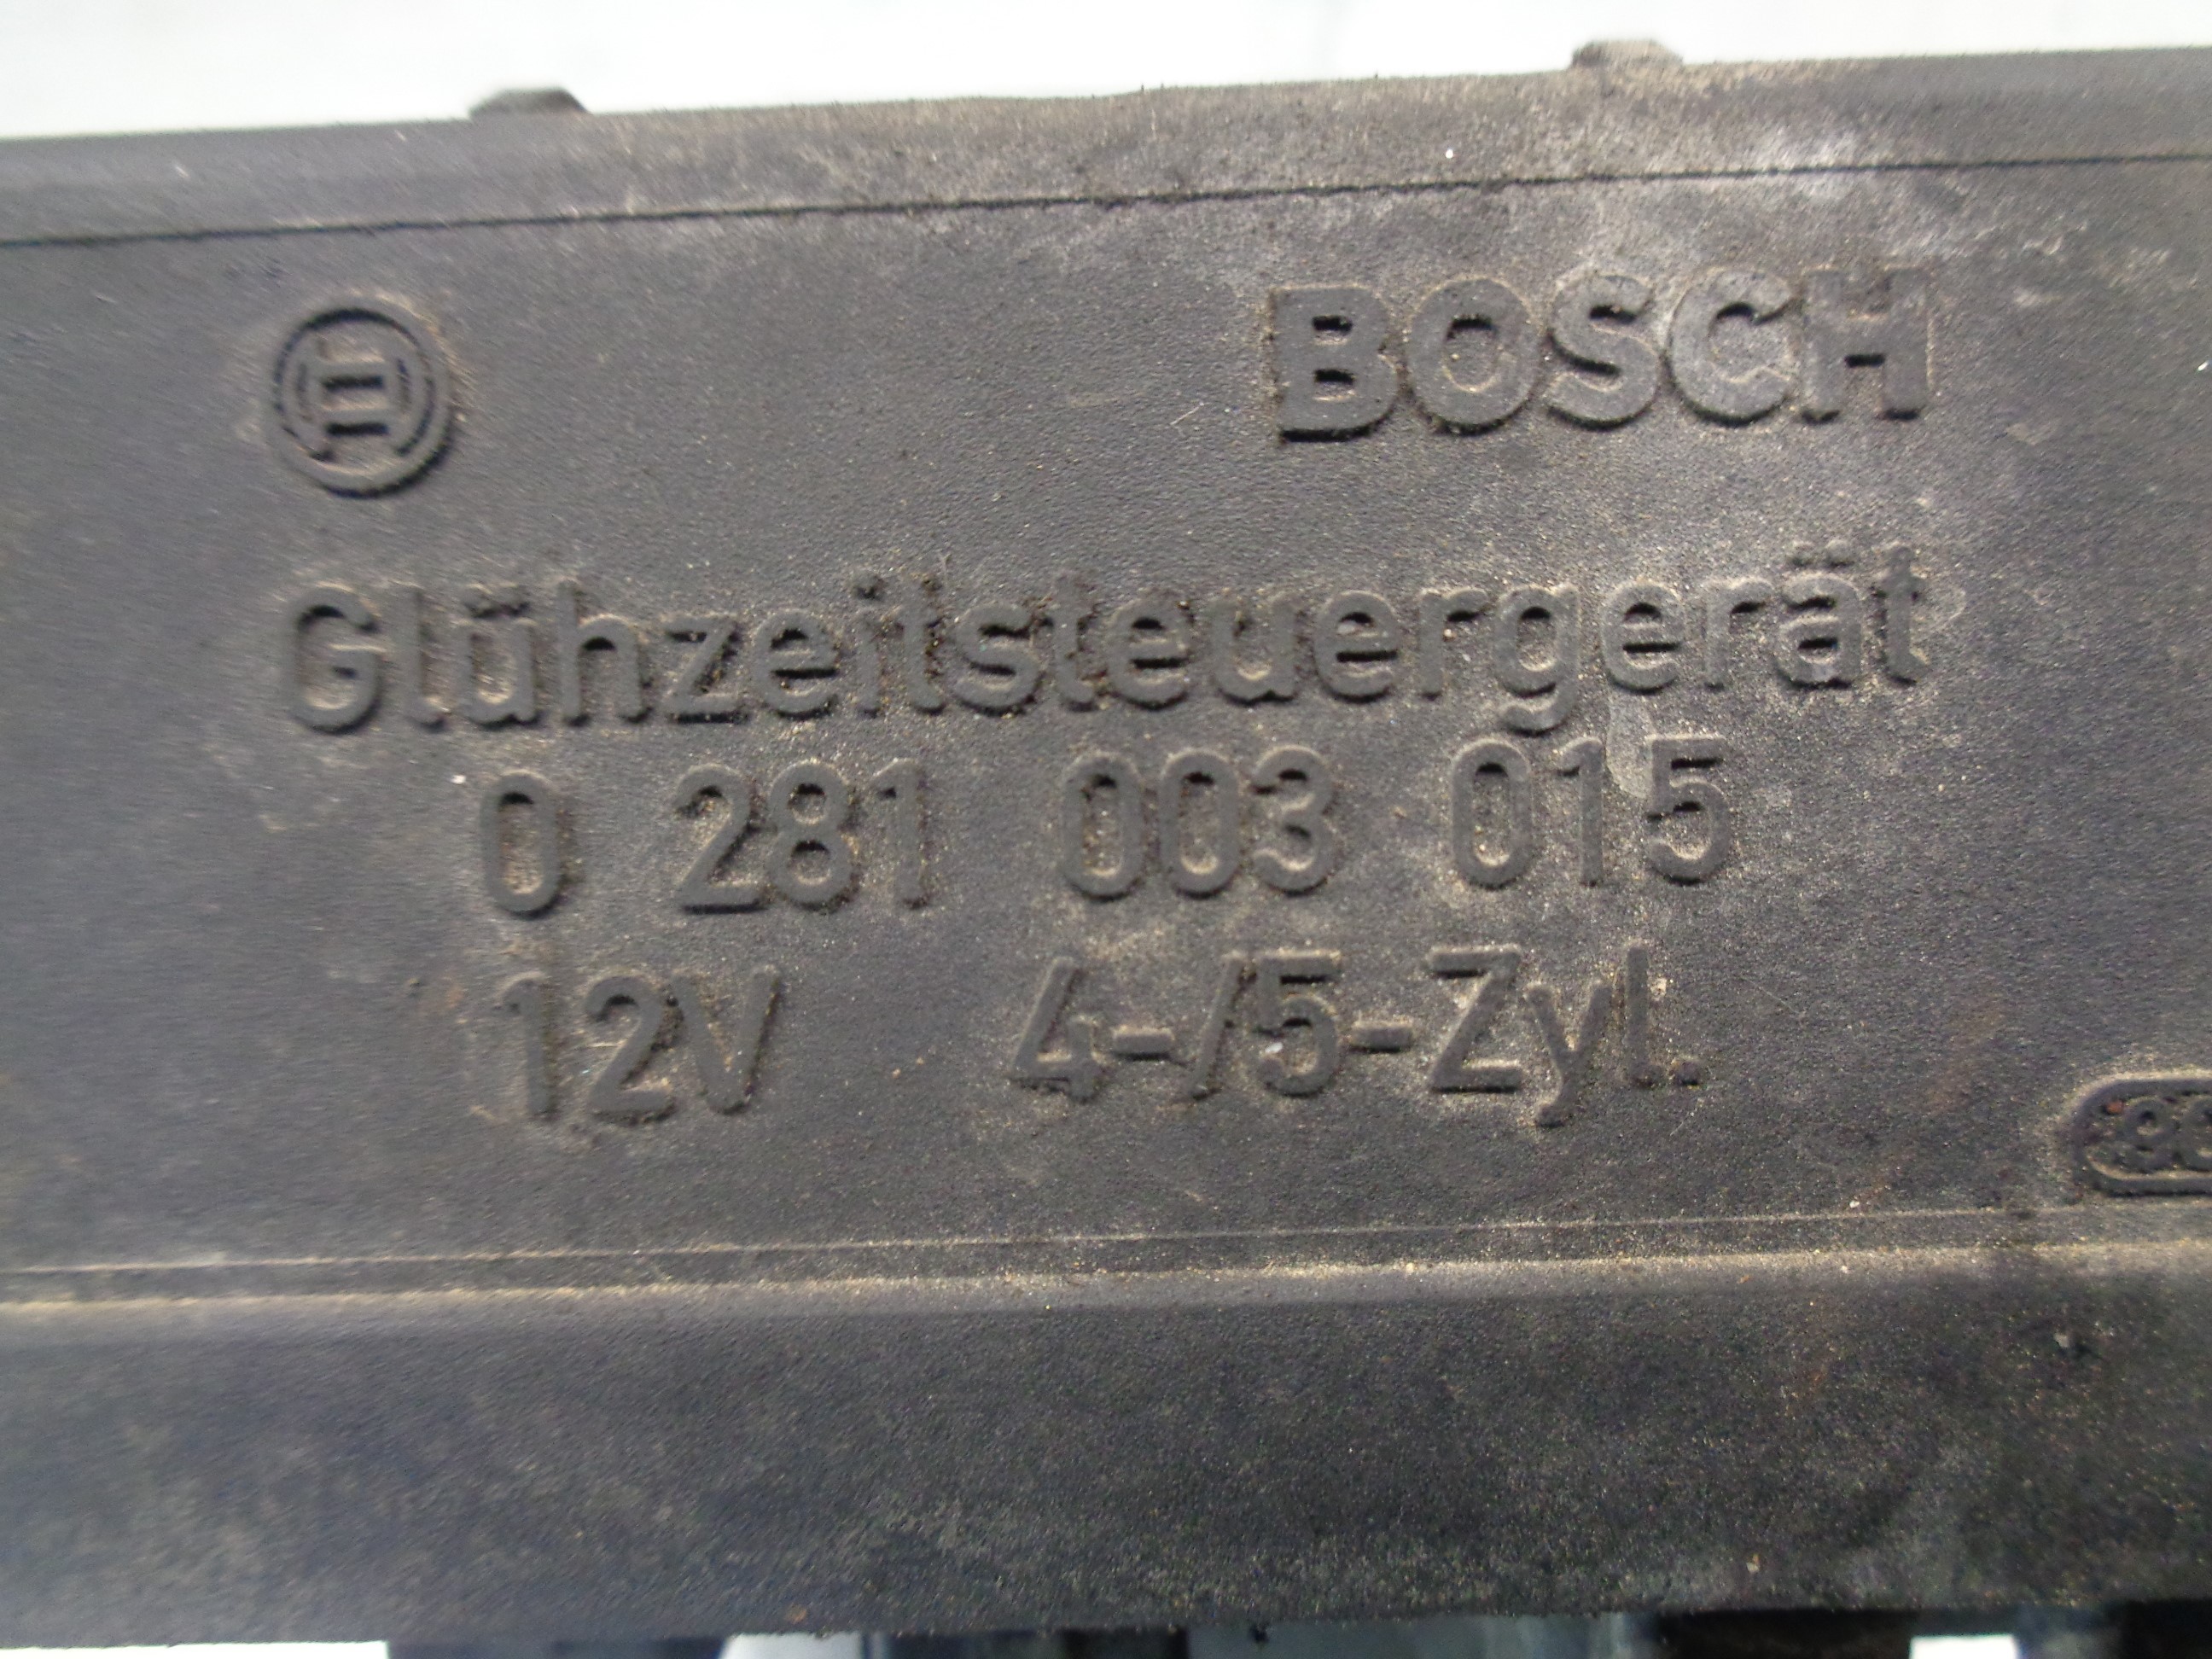 BOSCH
Glühzeitsteuergerät
0 281 003 015
12V 4-/5-Zyl.